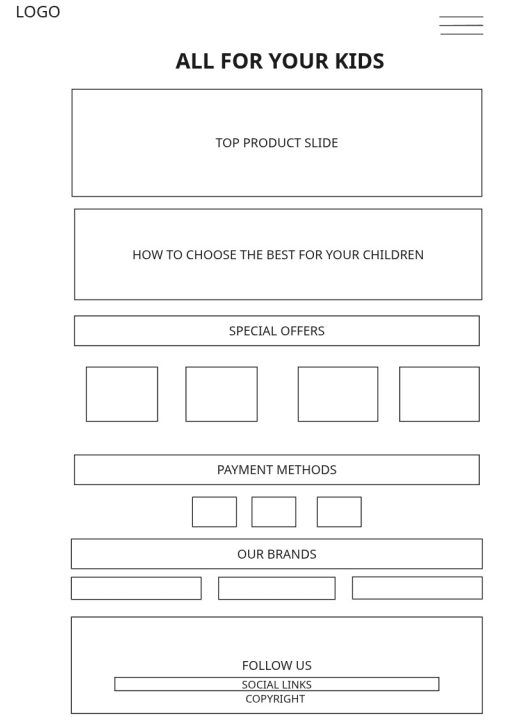 LOGO
ALL FOR YOUR KIDS
TOP PRODUCT SLIDE
HOW TO CHOOSE THE BEST FOR YOUR CHILDREN
SPECIAL OFFERS
PAYMENT METHODS
OUR BRANDS
FOLLOW US
SOCIAL LINKS
COPYRIGHT